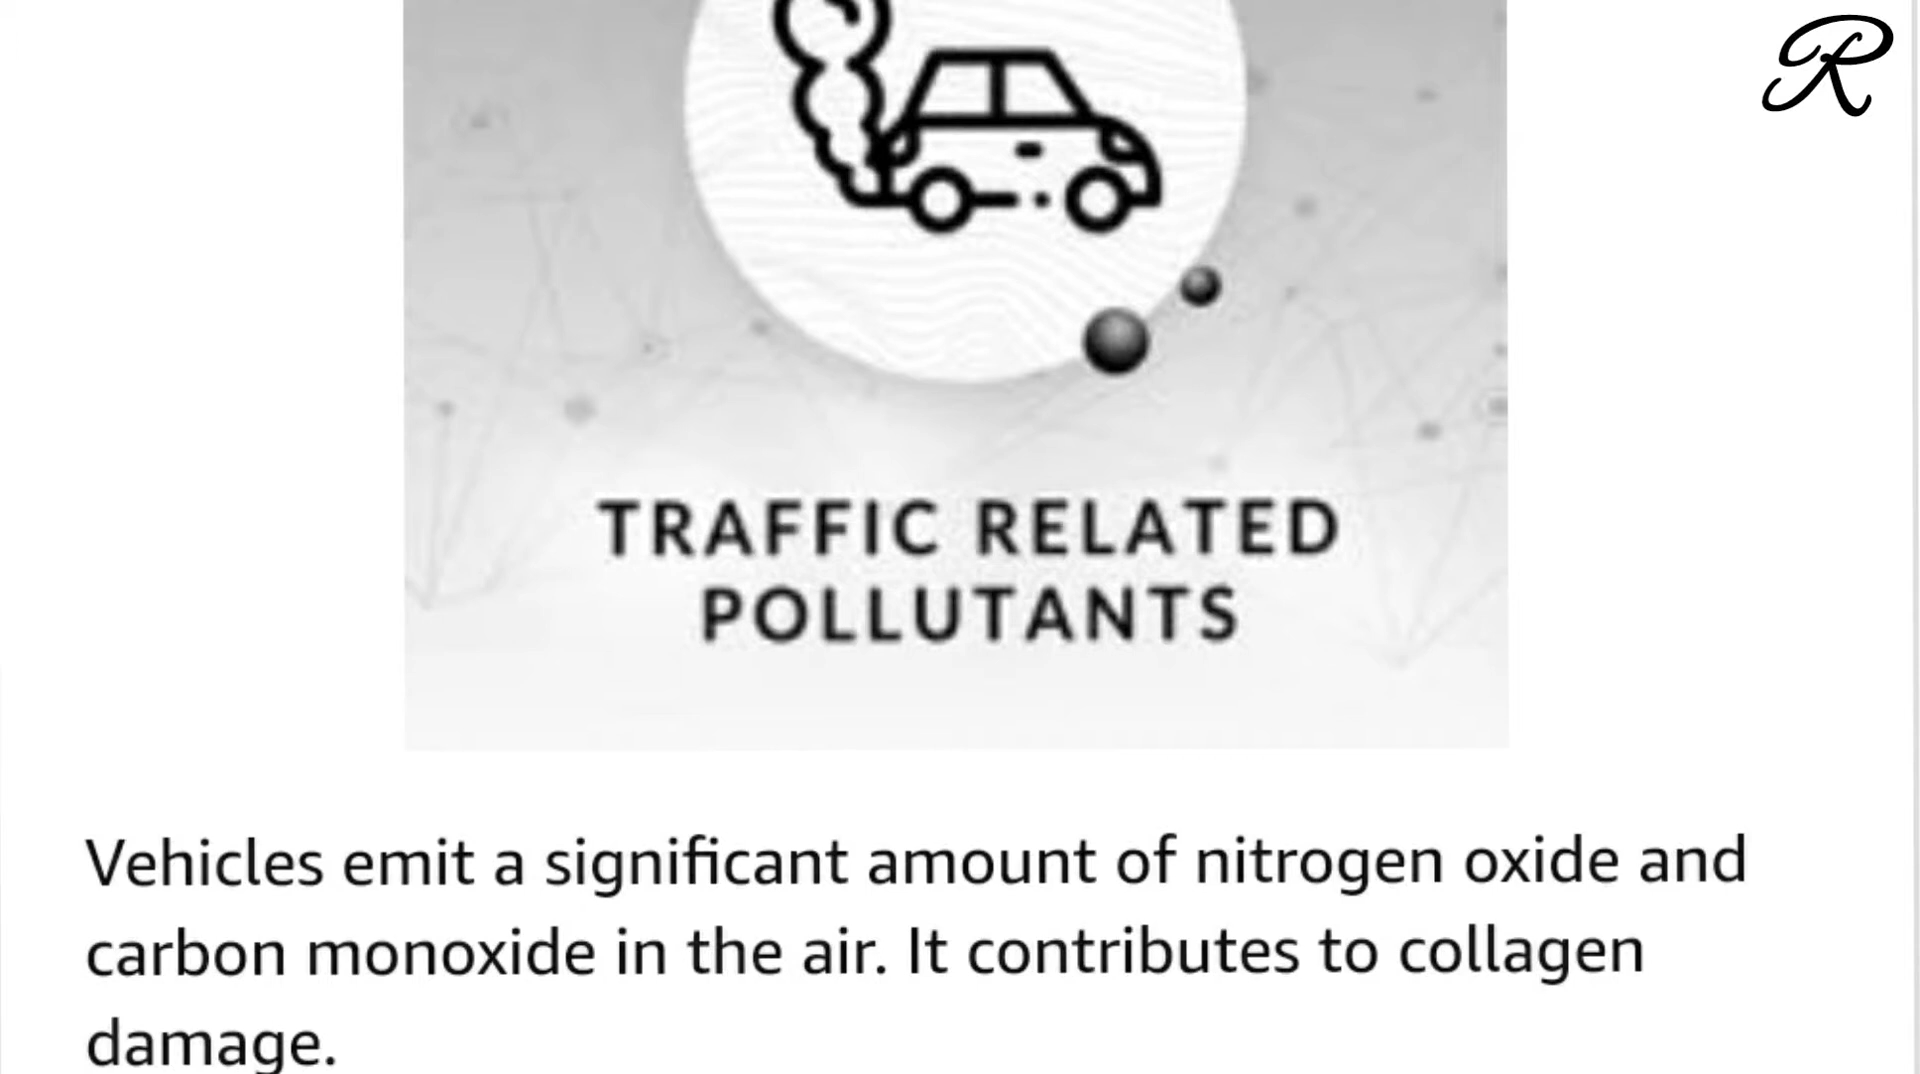 R
TRAFFIC RELATED
POLLUTANTS
Vehicles emit a significant amount of nitrogen oxide and
carbon monoxide in the air. It contributes to collagen
damage.